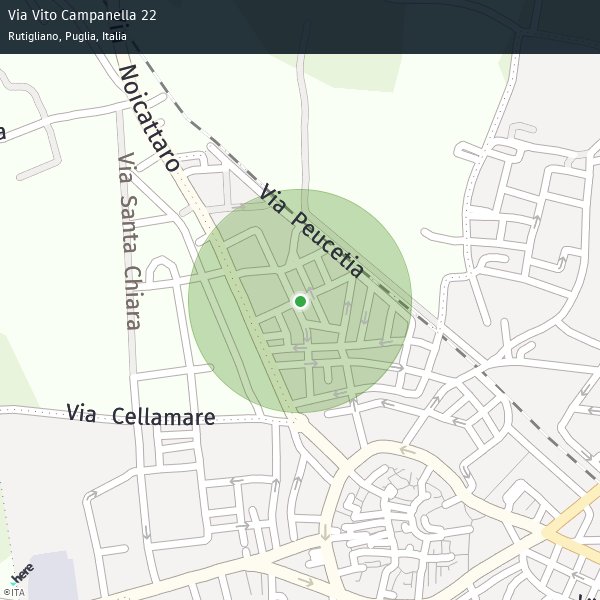 Via Vito Campanella 22
Rutigliano, Puglia, Italia
Noicattaro
Via Peucetia
Via Santa Chiara
Via Cellamare
here
©ITA